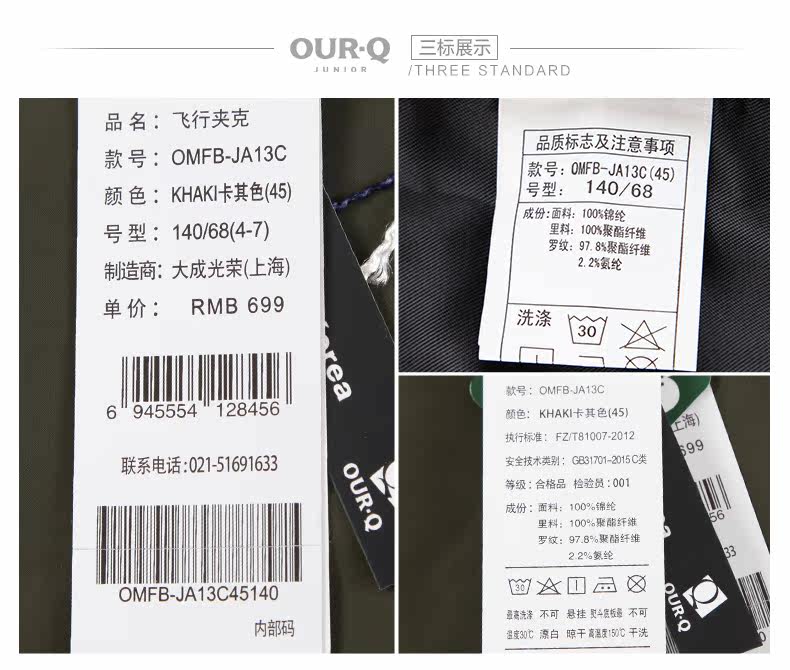 OUR·Q
JUNIOR
三标展示
/THREE STANDARD
品 名： 飞行夹克
款 号： OMFB-JA13C
颜 色： KHAKI卡其色(45)
号 型： 140/68(4-7)
制造商： 大成光荣(上海)
单 价： RMB 699
6 945554 128456
联系电话：021-51691633
OMFB-JA13C45140
内部码
orea
OUR·Q
品质标志及注意事项
款号：OMFB-JA13C(45)
号型： 140/68
成份：面料：100%锦纶
里料：100%聚酯纤维
罗纹：97.8%聚酯纤维
2.2%氨纶
洗涤
30
款号： OMFB-JA13C
颜色： KHAKI卡其色(45)
执行标准： FZ/T81007-2012
安全技术类别： GB31701-2015 C类
等级：合格品 检验员：001
成份： 面料：100%锦纶
里料：100%聚酯纤维
罗纹：97.8%聚酯纤维
2.2%氨纶
30
最高洗涤 不可 悬挂 熨斗底板最 不可
温度30℃ 漂白 晾干 高温度150℃ 干洗
上海)
699
56
33
OUR·Q